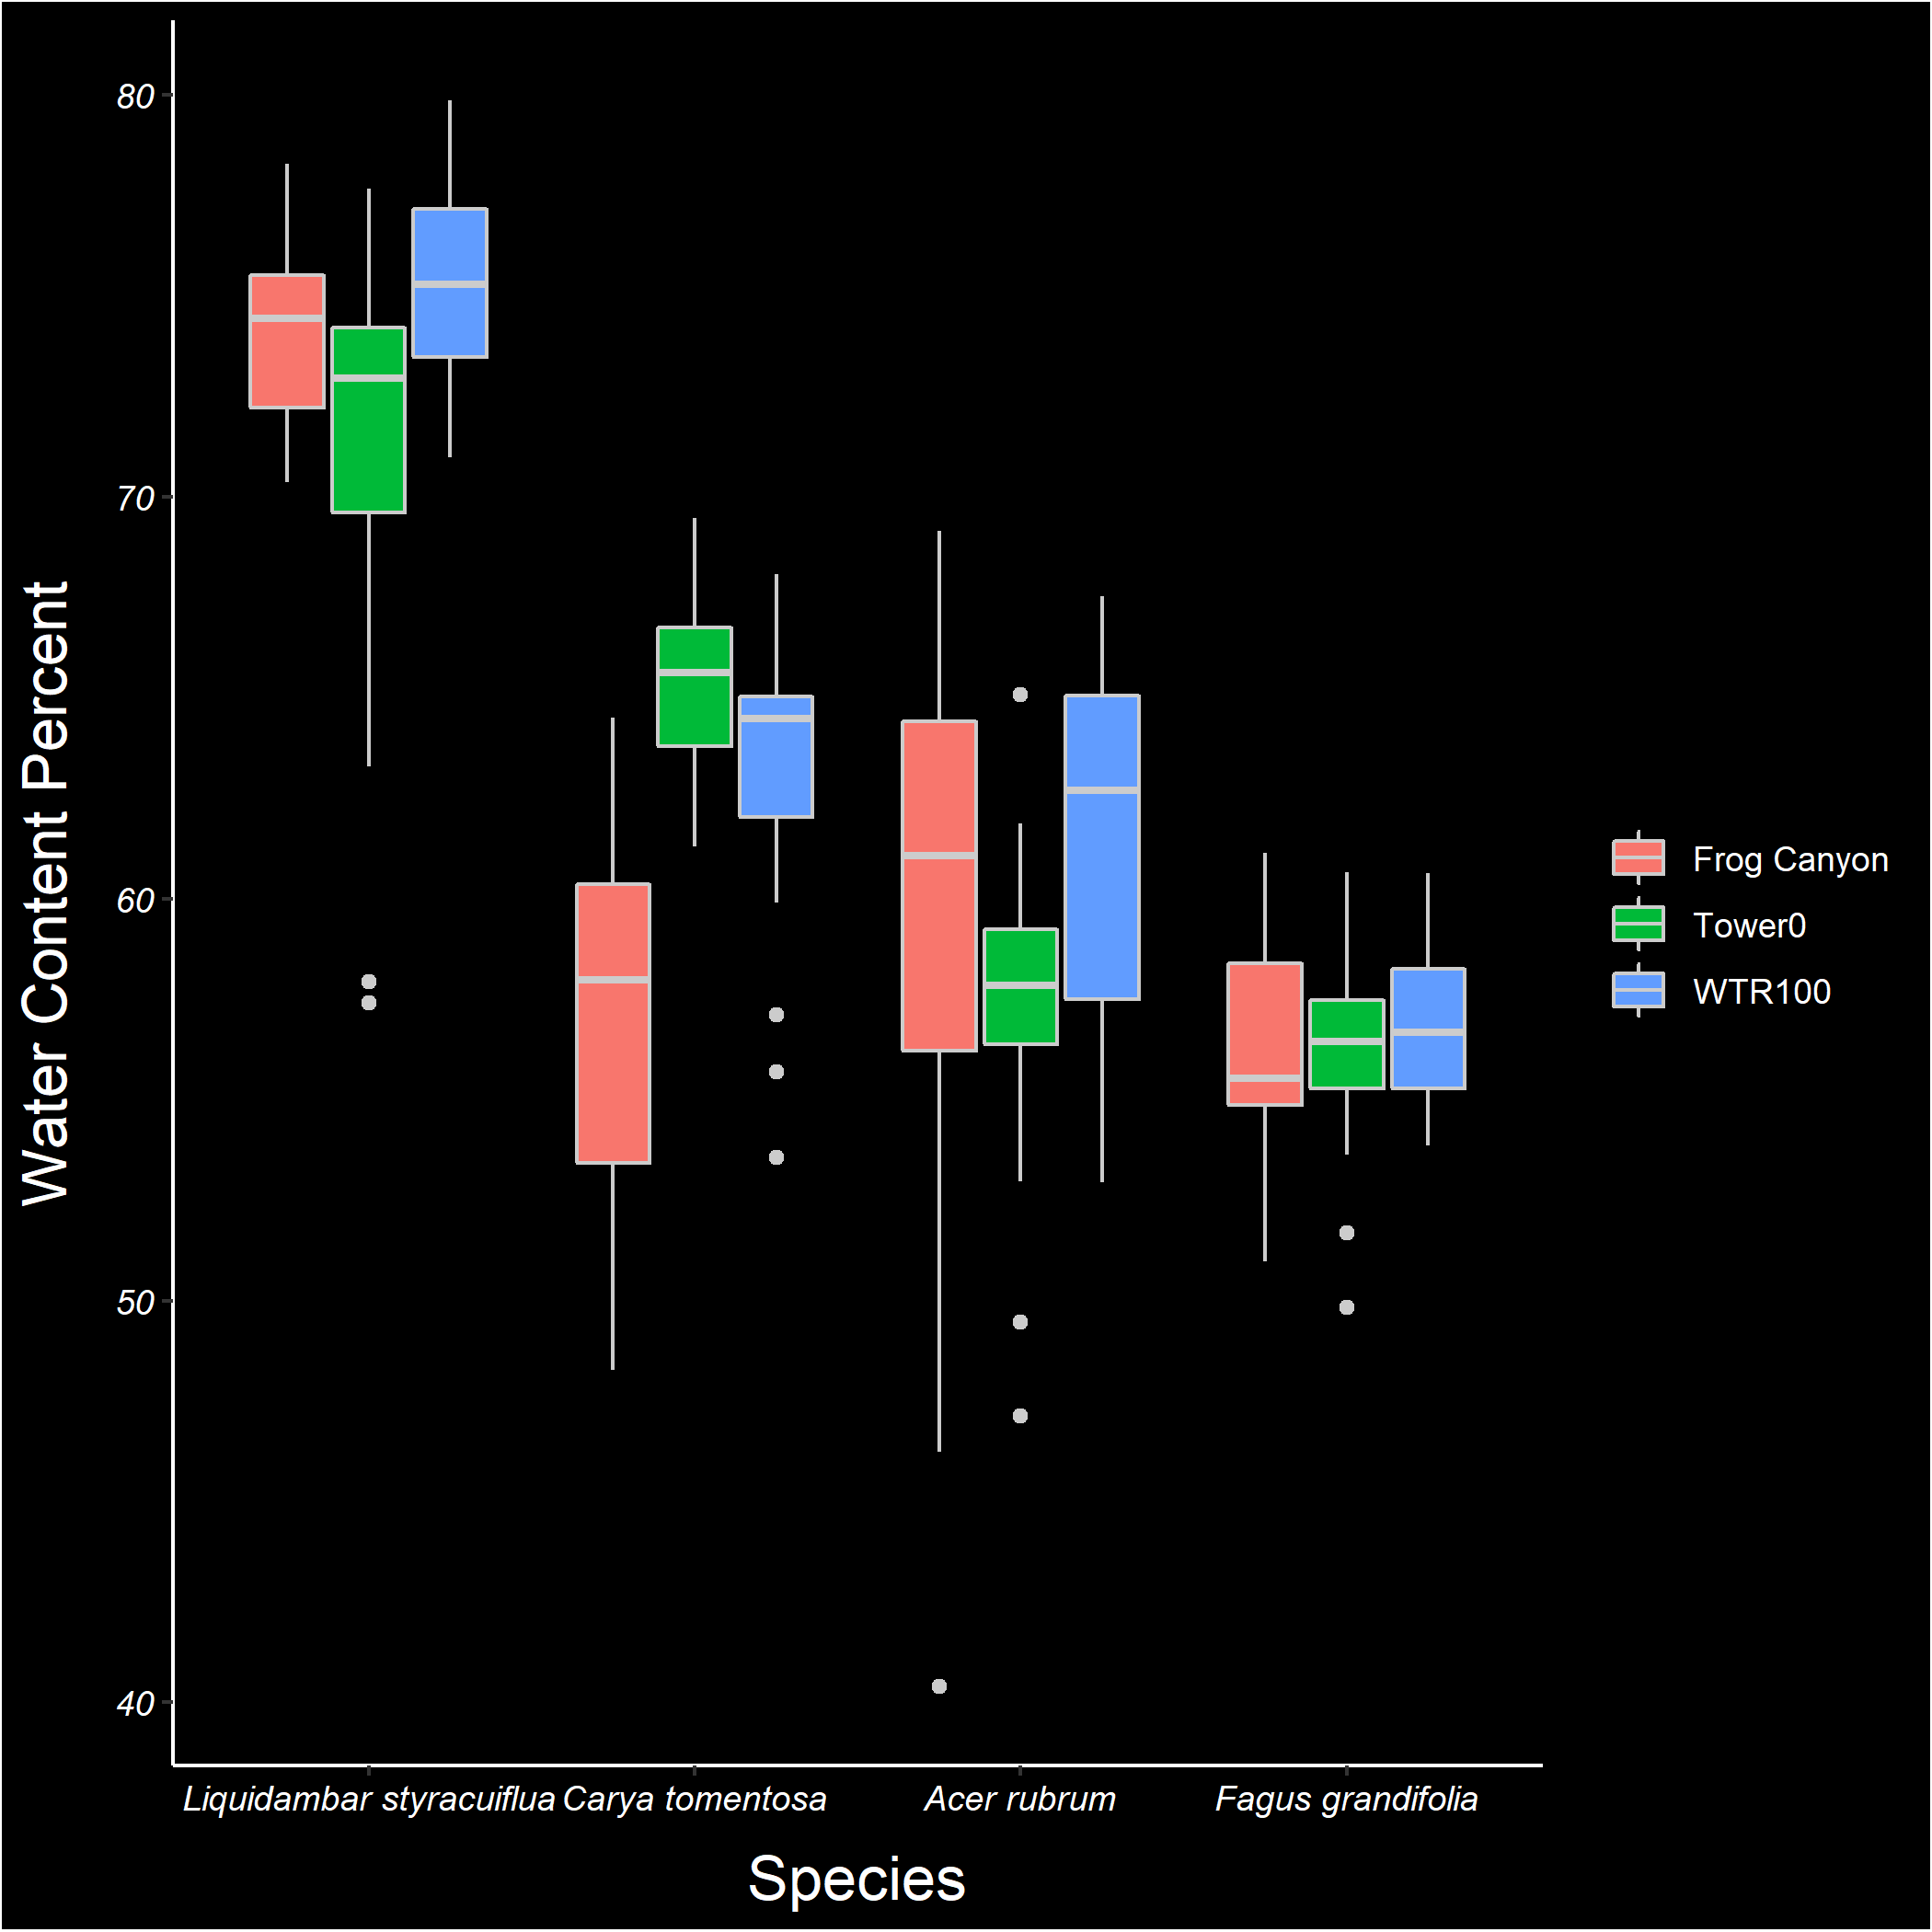 80
70
60
50
40
Water Content Percent
Liquidambar styracuiflua Carya tomentosa Acer rubrum Fagus grandifolia
Species
Frog Canyon
Tower0
WTR100